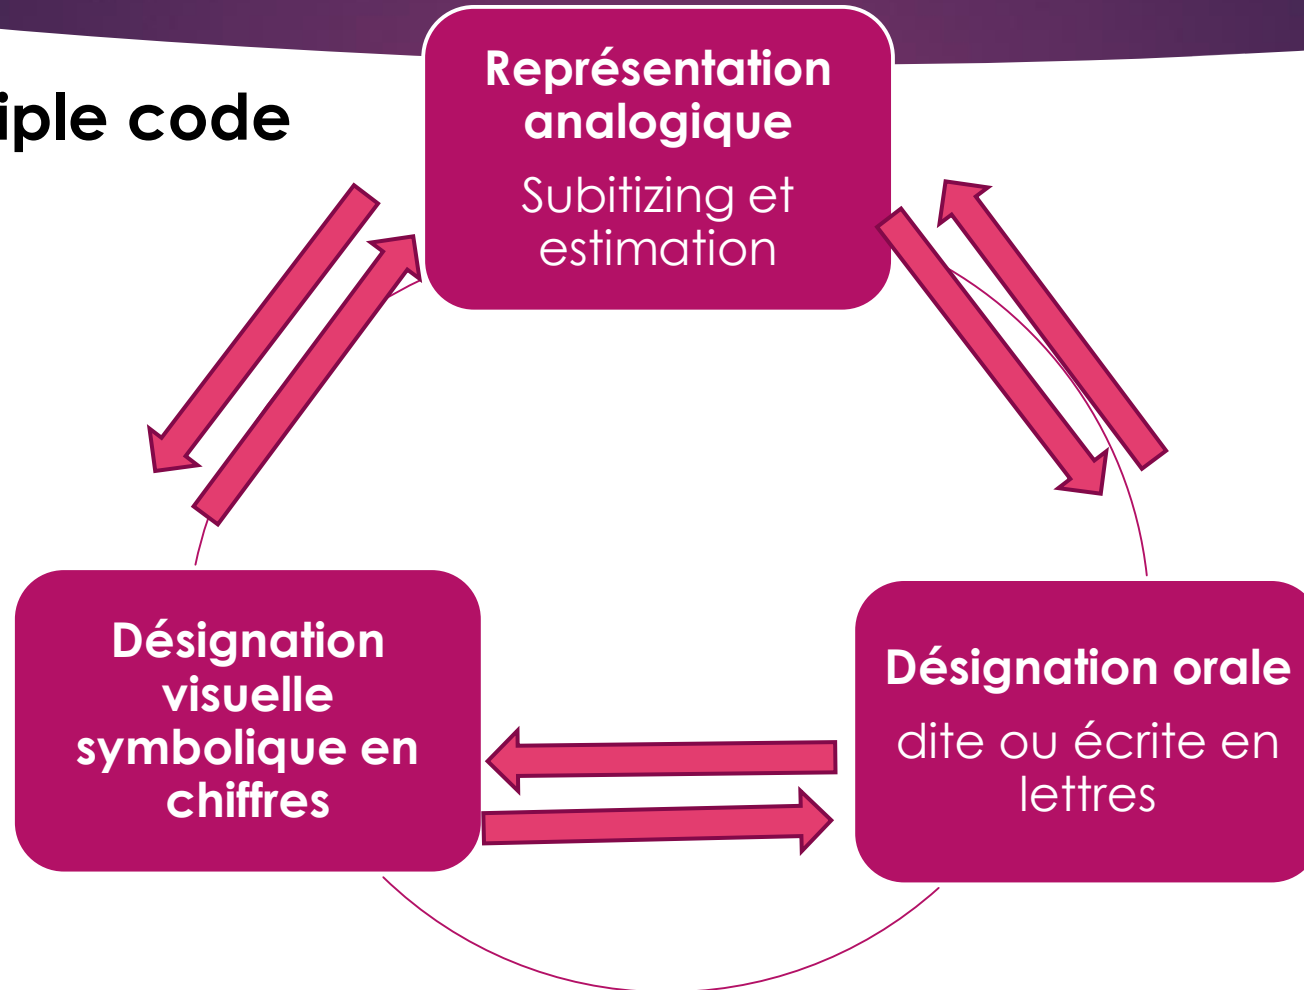 iple code
Représentation
analogique
Subitizing et
estimation
Désignation
visuelle
symbolique en
chiffres
Désignation orale
dite ou écrite en
lettres